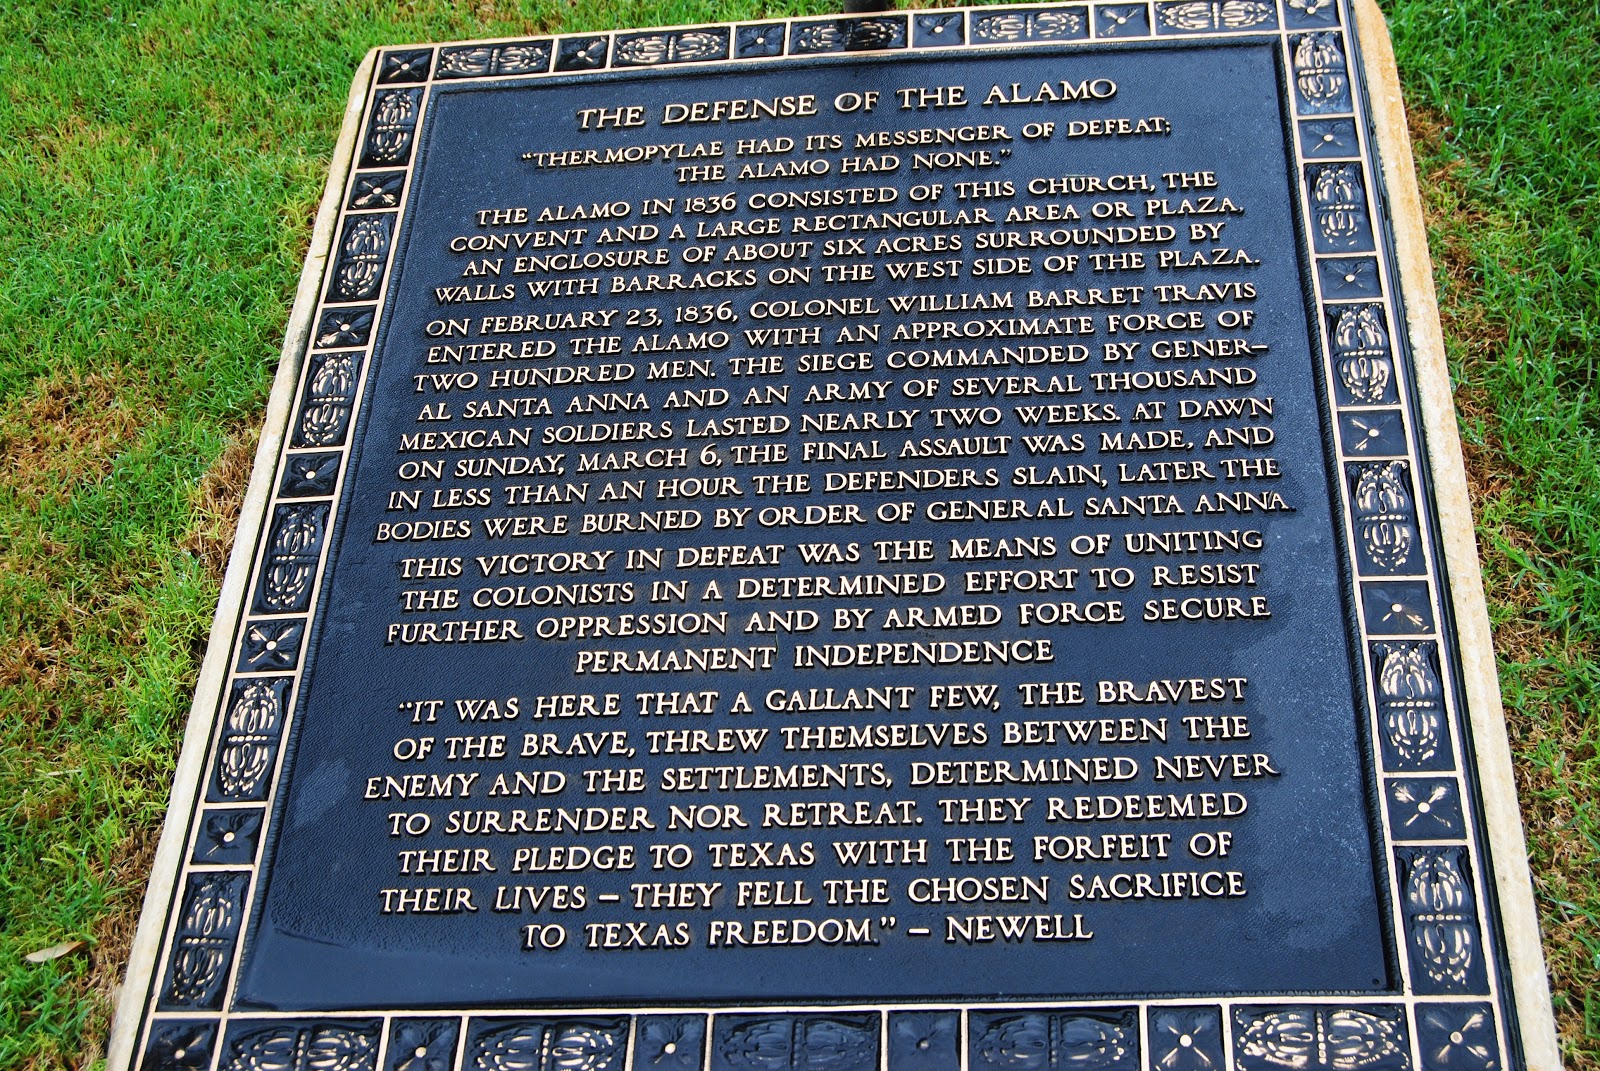 THE DEFENSE OF THE ALAMO
"THERMOPYLAE HAD ITS MESSENGER OF DEFEAT;
THE ALAMO HAD NONE."
THE ALAMO IN 1836 CONSISTED OF THIS CHURCH, THE
CONVENT AND A LARGE RECTANGULAR AREA OR PLAZA,
AN ENCLOSURE OF ABOUT SIX ACRES SURROUNDED BY
WALLS WITH BARRACKS ON THE WEST SIDE OF THE PLAZA.
ON FEBRUARY 23, 1836, COLONEL WILLIAM BARRET TRAVIS
ENTERED THE ALAMO WITH AN APPROXIMATE FORCE OF
TWO HUNDRED MEN. THE SIEGE COMMANDED BY GENER-
AL SANTA ANNA AND AN ARMY OF SEVERAL THOUSAND
MEXICAN SOLDIERS LASTED NEARLY TWO WEEKS. AT DAWN
ON SUNDAY, MARCH 6, THE FINAL ASSAULT WAS MADE, AND
IN LESS THAN AN HOUR THE DEFENDERS SLAIN, LATER THE
BODIES WERE BURNED BY ORDER OF GENERAL SANTA ANNA.
THIS VICTORY IN DEFEAT WAS THE MEANS OF UNITING
THE COLONISTS IN A DETERMINED EFFORT TO RESIST
FURTHER OPPRESSION AND BY ARMED FORCE SECURE
PERMANENT INDEPENDENCE
"IT WAS HERE THAT A GALLANT FEW, THE BRAVEST
OF THE BRAVE, THREW THEMSELVES BETWEEN THE
ENEMY AND THE SETTLEMENTS, DETERMINED NEVER
TO SURRENDER NOR RETREAT. THEY REDEEMED
THEIR PLEDGE TO TEXAS WITH THE FORFEIT OF
THEIR LIVES – THEY FELL THE CHOSEN SACRIFICE
TO TEXAS FREEDOM." – NEWELL